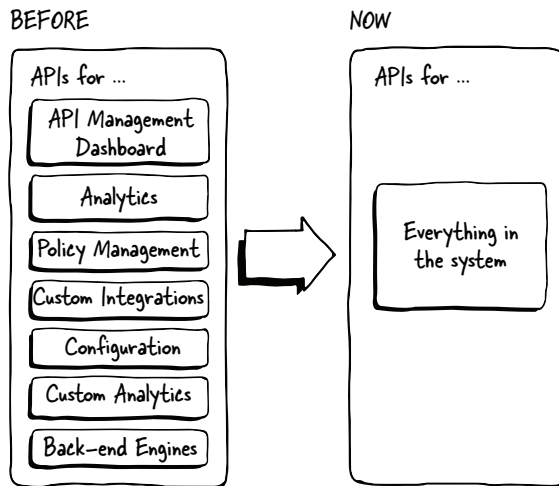 BEFORE
APIs for ...
API Management
Dashboard
Analytics
Policy Management
Custom Integrations
Configuration
Custom Analytics
Back-end Engines
NOW
APIs for ...
Everything in
the system